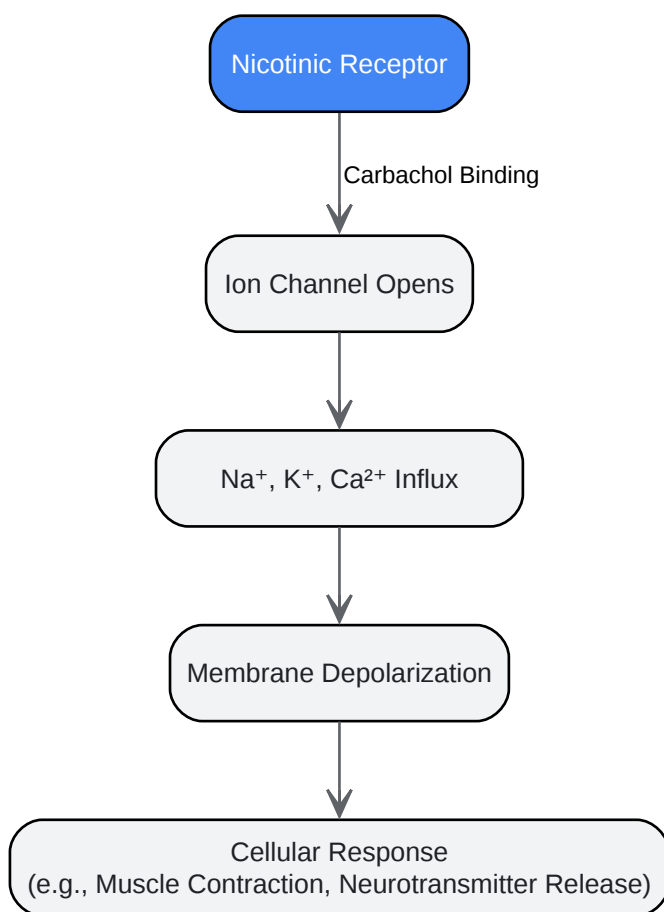 Nicotinic Receptor
Carbachol Binding
Ion Channel Opens
Na⁺, K⁺, Ca²⁺ Influx
Membrane Depolarization
Cellular Response
(e.g., Muscle Contraction, Neurotransmitter Release)